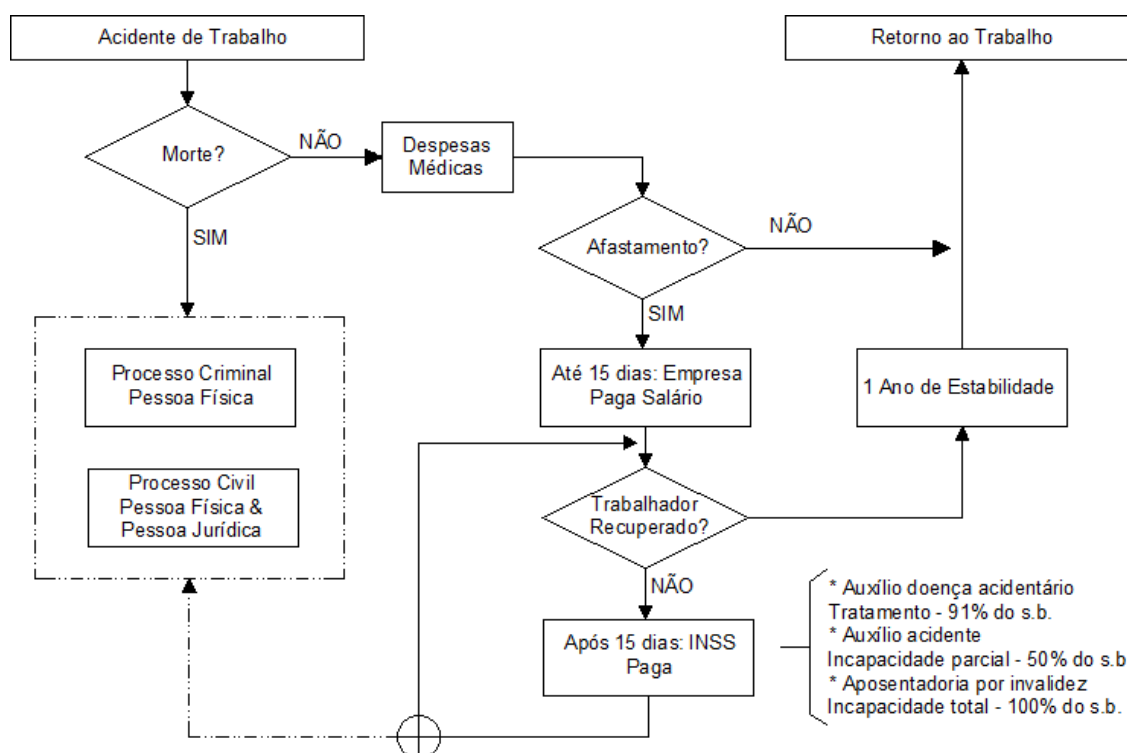 Acidente de Trabalho
Retorno ao Trabalho
Morte?
NÃO
Despesas
Médicas
SIM
Afastamento?
NÃO
SIM
Processo Criminal
Pessoa Física
Até 15 dias: Empresa
Paga Salário
1 Ano de Estabilidade
Processo Civil
Pessoa Física &
Pessoa Jurídica
Trabalhador
Recuperado?
NÃO
Após 15 dias: INSS
Paga
* Auxílio doença acidentário
Tratamento - 91% do s.b.
* Auxílio acidente
Incapacidade parcial - 50% do s.b
* Aposentadoria por invalidez
Incapacidade total - 100% do s.b.